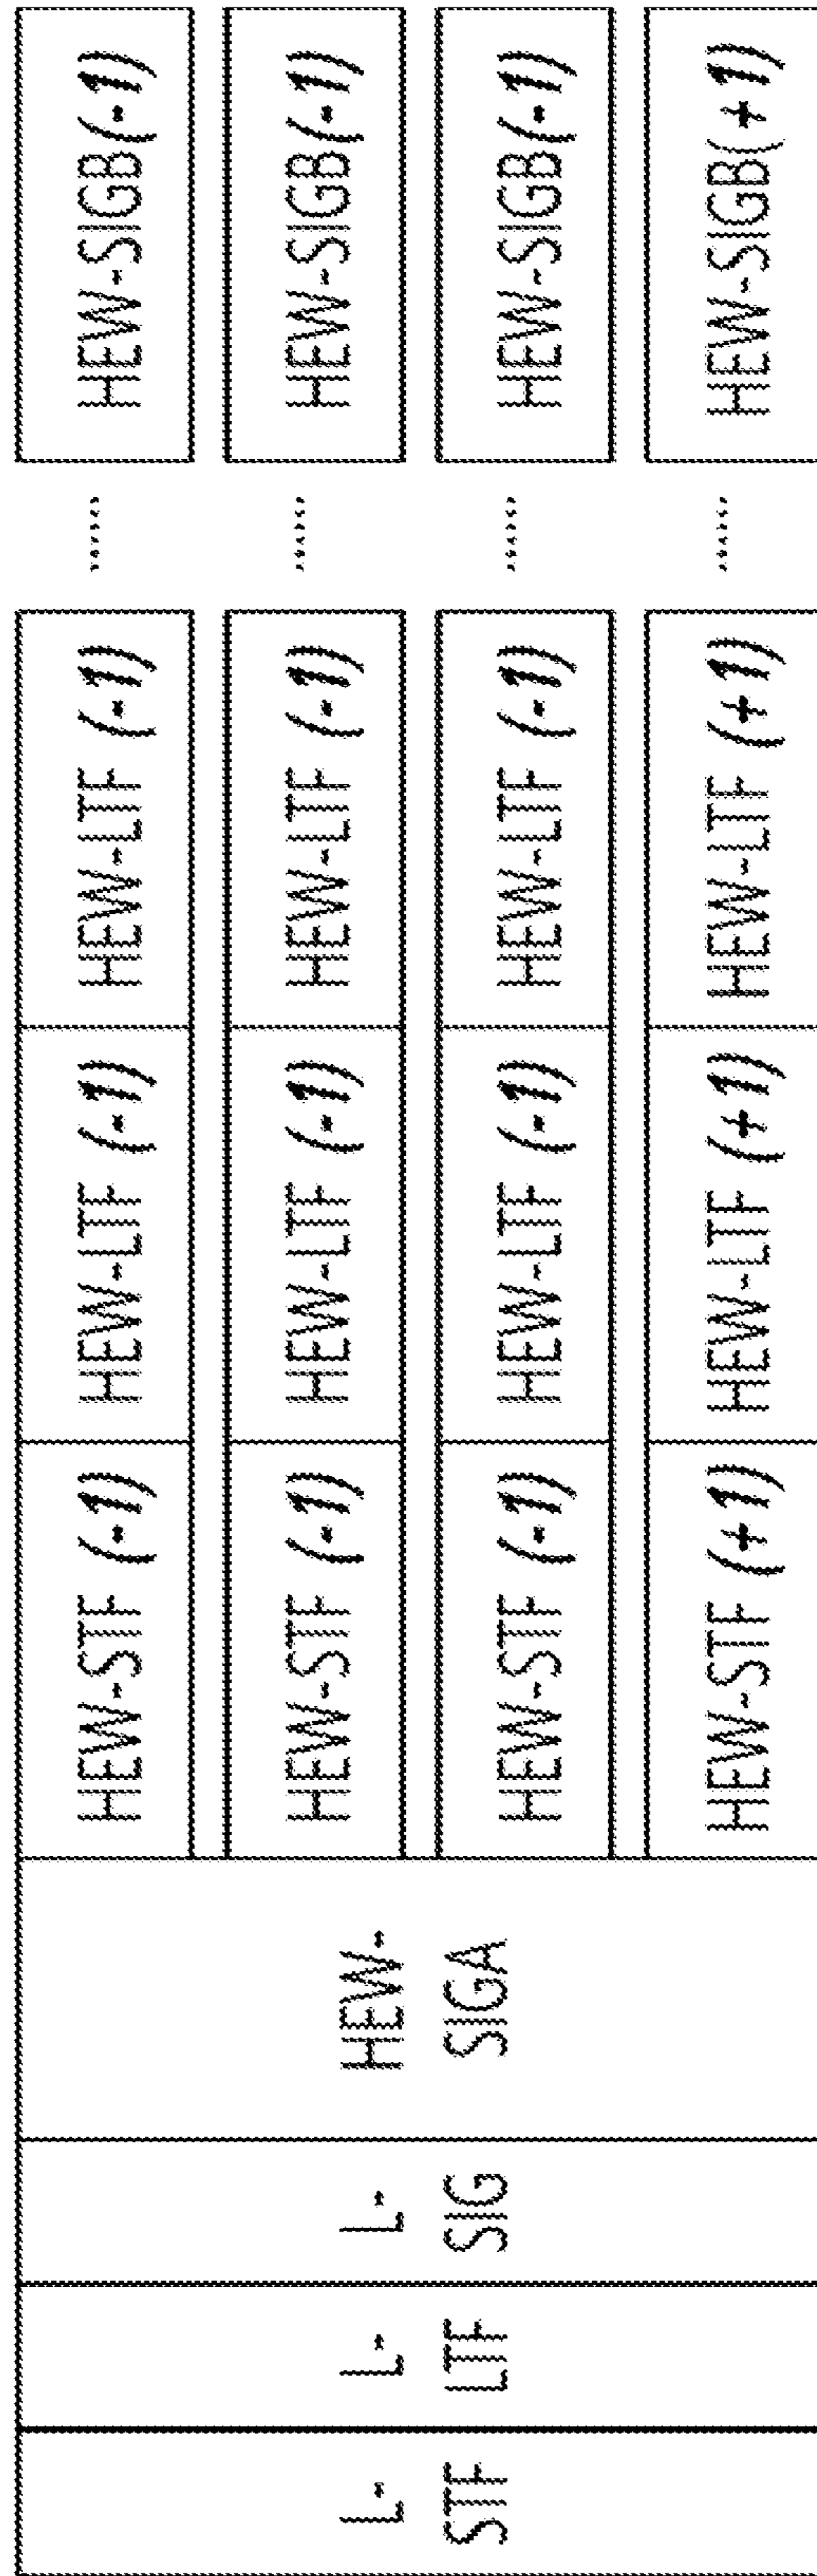 L-
STF
L-
LTF
L-
SIG
HEW-
SIGA
HEW-STF (-1)
HEW-LTF (-1)
HEW-LTF (-1)
......
HEW-SIGB(-1)
HEW-STF (-1)
HEW-LTF (-1)
HEW-LTF (-1)
......
HEW-SIGB(-1)
HEW-STF (-1)
HEW-LTF (-1)
HEW-LTF (-1)
......
HEW-SIGB(-1)
HEW-STF (+1)
HEW-LTF (+1)
HEW-LTF (+1)
......
HEW-SIGB(+1)